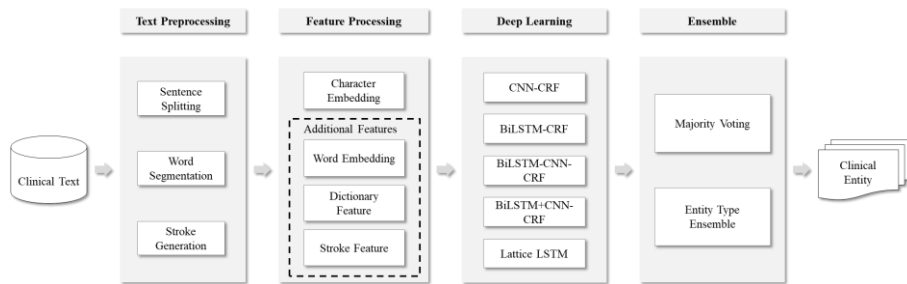 Text Preprocessing
Feature Processing
Deep Learning
Ensemble
Clinical Text
Sentence
Splitting
Word
Segmentation
Stroke
Generation
Character
Embedding
Additional Features
Word Embedding
Dictionary
Feature
Stroke Feature
CNN-CRF
BiLSTM-CRF
BiLSTM-CNN-
CRF
BiLSTM+CNN-
CRF
Lattice LSTM
Majority Voting
Entity Type
Ensemble
Clinical
Entity